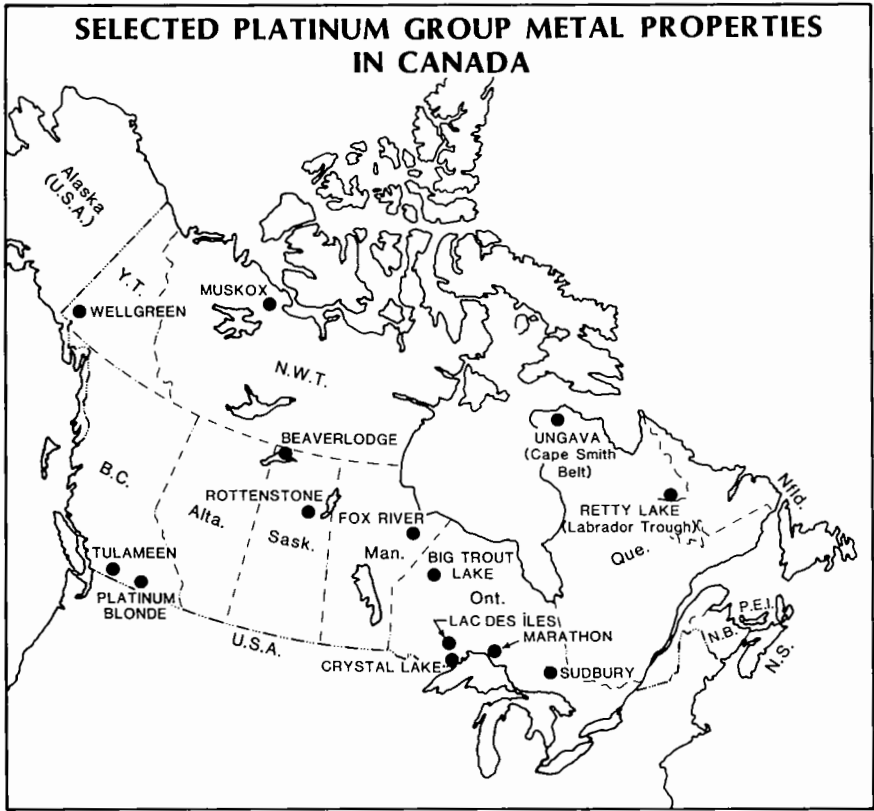 SELECTED PLATINUM GROUP METAL PROPERTIES
IN CANADA
Alaska
(U.S.A.)
Y.T.
WELLGREEN
MUSKOX
N.W.T.
BEAVERLODGE
UNGAVA
(Cape Smith
Belt)
B.C.
ROTTENSTONE
Alta.
Sask.
FOX RIVER
Man.
RETTY LAKE
(Labrador Trough)
Nfld.
Que.
TULAMEEN
PLATINUM
BLONDE
BIG TROUT
LAKE
Ont.
LAC DES ÎLES
MARATHON
P.E.I.
N.B.
N.S.
U.S.A.
CRYSTAL LAKE
SUDBURY